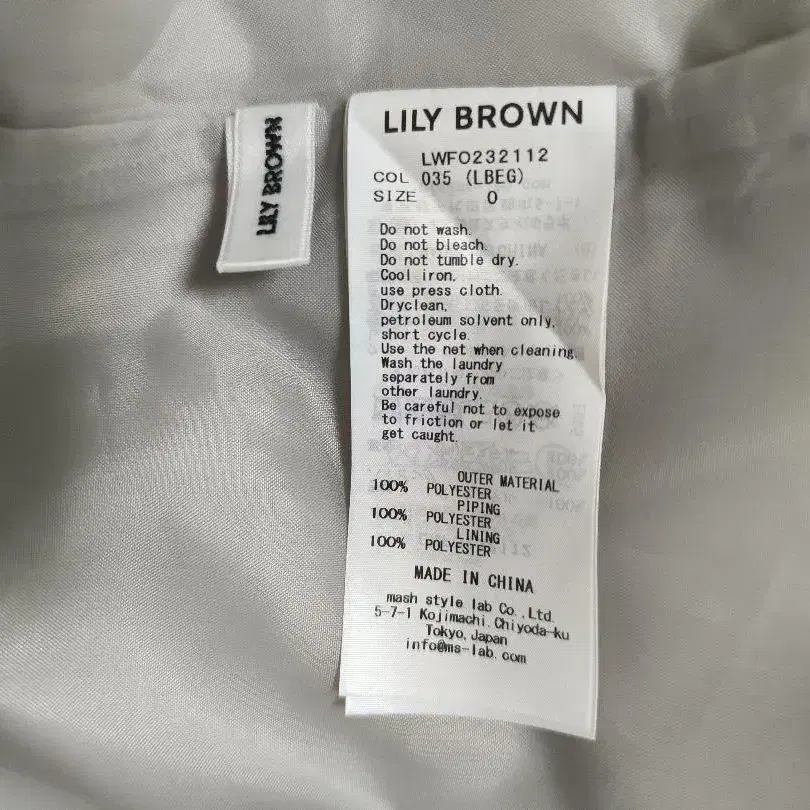 LILY BROWN
LILY BROWN
LWFO232112
COL 035 (LBEG)
SIZE 0
Do not wash.
Do not bleach.
Do not tumble dry.
Cool iron,
use press cloth.
Dryclean,
petroleum solvent only.
short cycle.
Use the net when cleaning.
Wash the laundry
separately from
other laundry.
Be careful not to expose
to friction or let it
get caught.
OUTER MATERIAL
100% POLYESTER
PIPING
100% POLYESTER
LINING
100% POLYESTER
MADE IN CHINA
mash style lab Co.,Ltd.
5-7-1 Kojimachi,Chiyoda-ku
Tokyo,Japan
info@ms-lab.com